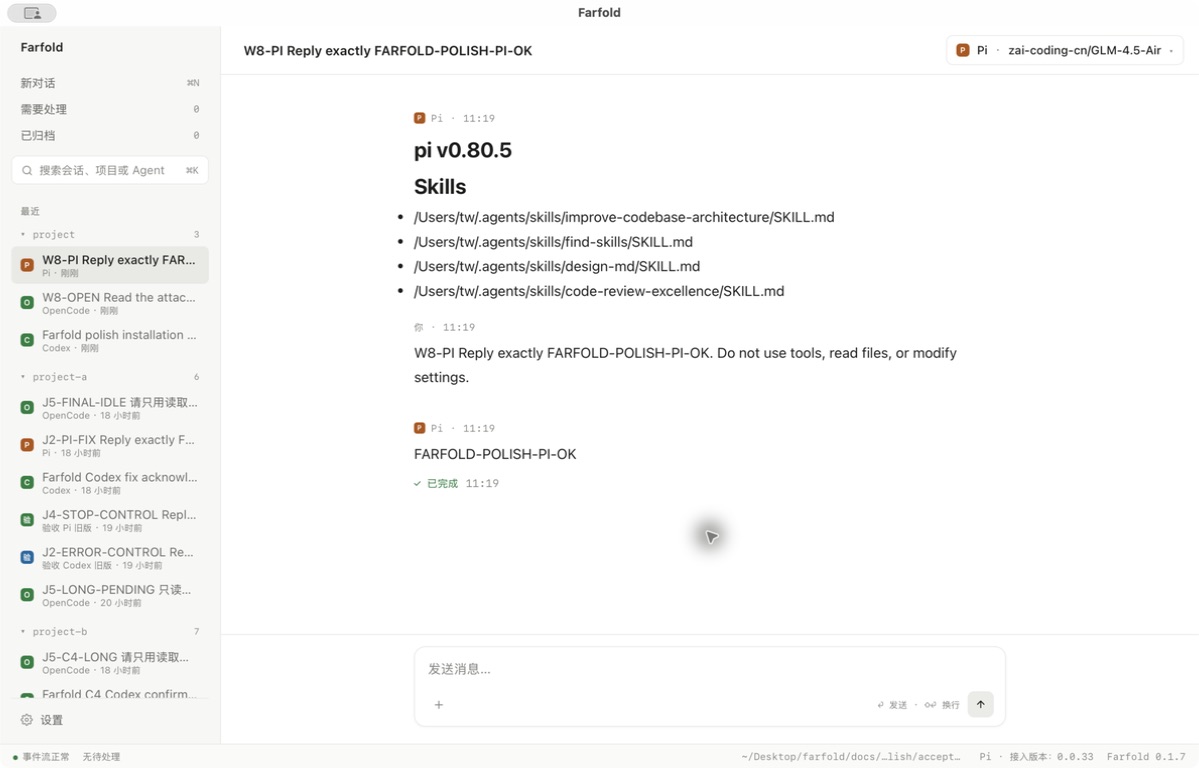 Farfold
Farfold
新对话 ⌘N
需要处理 0
已归档 0
搜索会话、项目或 Agent ⌘K
最近
project 3
P W8-PI Reply exactly FAR...
Pi · 刚刚
O W8-OPEN Read the attac...
OpenCode · 刚刚
C Farfold polish installation ...
Codex · 刚刚
project-a 6
O J5-FINAL-IDLE 请只用读取...
OpenCode · 18 小时前
P J2-PI-FIX Reply exactly F...
Pi · 18 小时前
C Farfold Codex fix acknowl...
Codex · 18 小时前
验 J4-STOP-CONTROL Repl...
验收 Pi 旧版 · 19 小时前
验 J2-ERROR-CONTROL Re...
验收 Codex 旧版 · 19 小时前
O J5-LONG-PENDING 只读...
OpenCode · 20 小时前
project-b 7
O J5-C4-LONG 请只用读取...
OpenCode · 18 小时前
Farfold C4 Codex confirm...
设置
W8-PI Reply exactly FARFOLD-POLISH-PI-OK
P Pi · zai-coding-cn/GLM-4.5-Air
P Pi · 11:19
pi v0.80.5
Skills
• /Users/tw/.agents/skills/improve-codebase-architecture/SKILL.md
• /Users/tw/.agents/skills/find-skills/SKILL.md
• /Users/tw/.agents/skills/design-md/SKILL.md
• /Users/tw/.agents/skills/code-review-excellence/SKILL.md
你 · 11:19
W8-PI Reply exactly FARFOLD-POLISH-PI-OK. Do not use tools, read files, or modify
settings.
P Pi · 11:19
FARFOLD-POLISH-PI-OK
✓ 已完成 11:19
发送消息...
+ ↵ 发送 · ⇧↵ 换行
事件流正常 无待处理 ~/Desktop/farfold/docs/…lish/accept… Pi · 接入版本: 0.0.33 Farfold 0.1.7